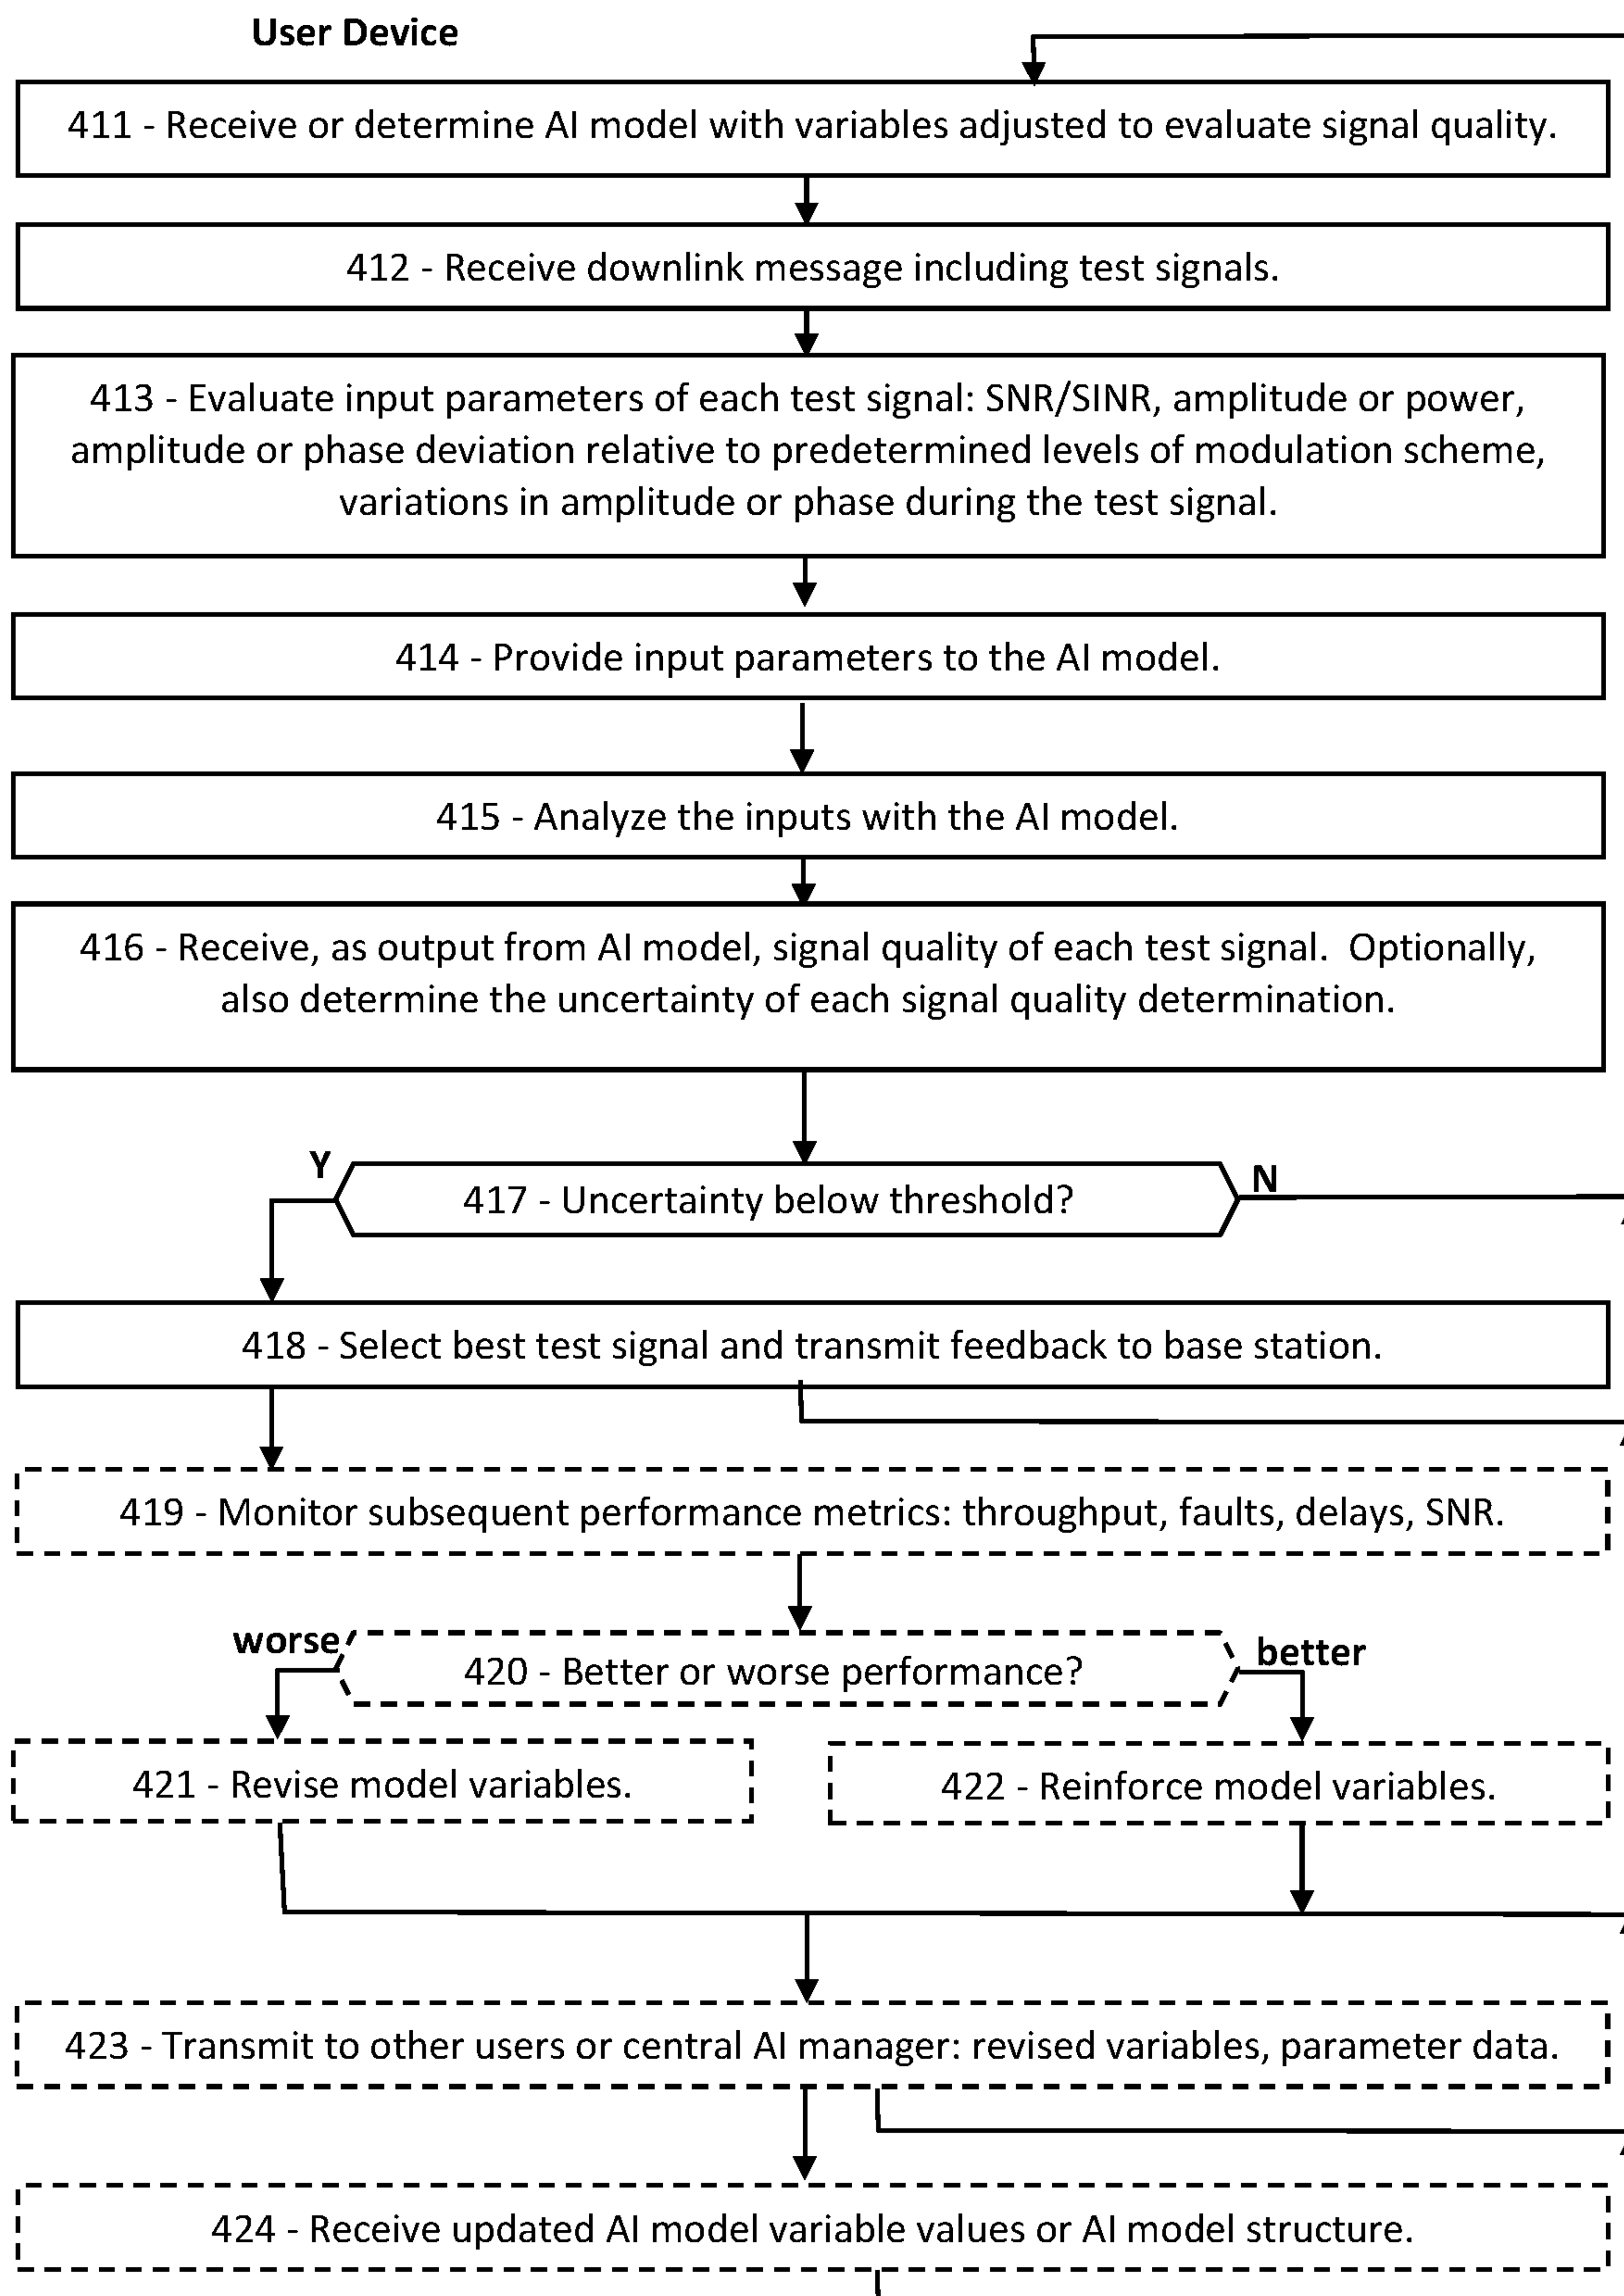 User Device
411 - Receive or determine AI model with variables adjusted to evaluate signal quality.
412 - Receive downlink message including test signals.
413 - Evaluate input parameters of each test signal: SNR/SINR, amplitude or power,
amplitude or phase deviation relative to predetermined levels of modulation scheme,
variations in amplitude or phase during the test signal.
414 - Provide input parameters to the AI model.
415 - Analyze the inputs with the AI model.
416 - Receive, as output from AI model, signal quality of each test signal.  Optionally,
also determine the uncertainty of each signal quality determination.
Y
417 - Uncertainty below threshold?
N
418 - Select best test signal and transmit feedback to base station.
419 - Monitor subsequent performance metrics: throughput, faults, delays, SNR.
worse
420 - Better or worse performance?
better
421 - Revise model variables.
422 - Reinforce model variables.
423 - Transmit to other users or central AI manager: revised variables, parameter data.
424 - Receive updated AI model variable values or AI model structure.